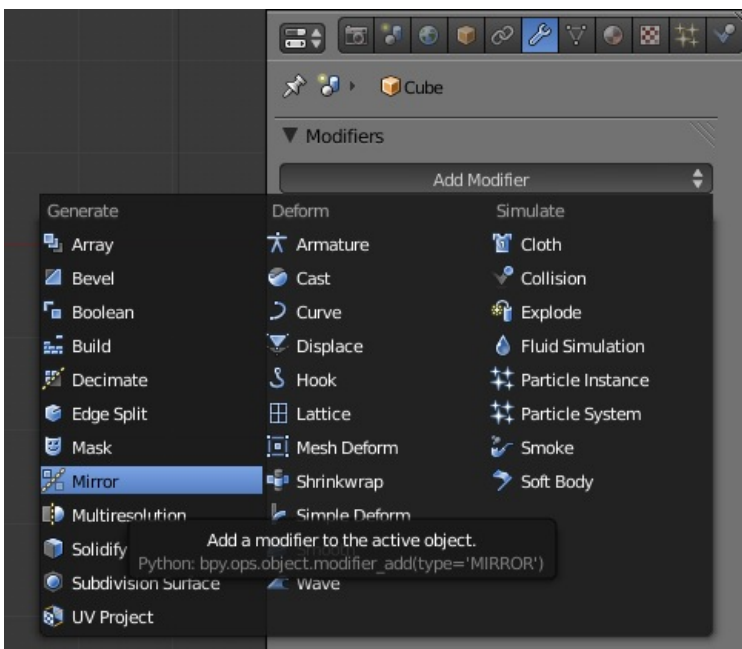 Cube
Modifiers
Add Modifier
Generate
Array
Bevel
Boolean
Build
Decimate
Edge Split
Mask
Mirror
Multiresolution
Solidify
Subdivision Surface
UV Project
Deform
Armature
Cast
Curve
Displace
Hook
Lattice
Mesh Deform
Shrinkwrap
Simple Deform
Wave
Simulate
Cloth
Collision
Explode
Fluid Simulation
Particle Instance
Particle System
Smoke
Soft Body
Add a modifier to the active object.
Python: bpy.ops.object.modifier_add(type='MIRROR')